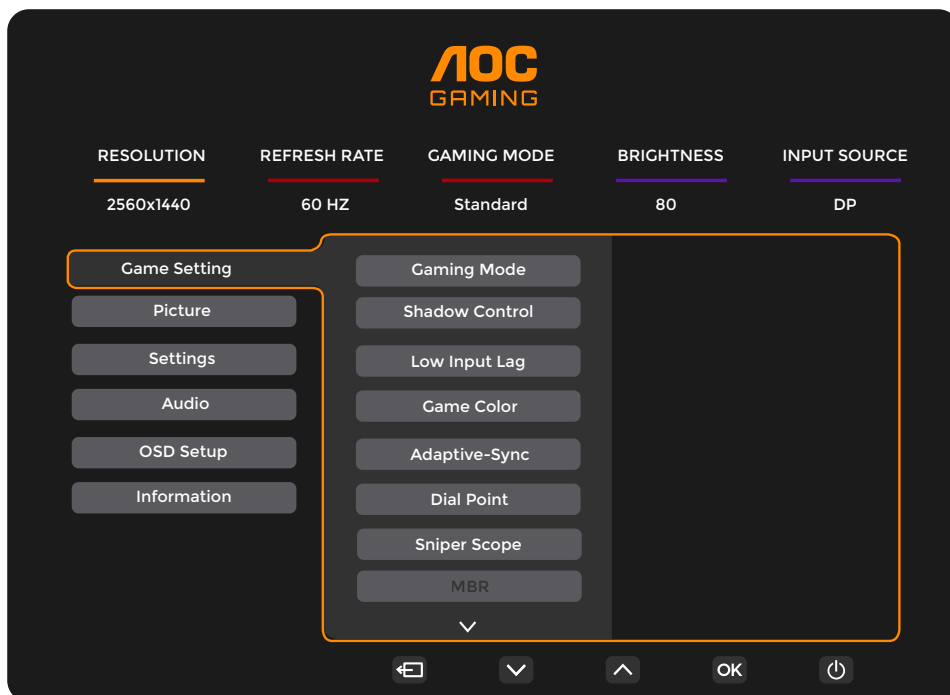 AOC
GAMING
RESOLUTION REFRESH RATE GAMING MODE BRIGHTNESS INPUT SOURCE
2560x1440 60 HZ Standard 80 DP
Game Setting
Picture
Settings
Audio
OSD Setup
Information
Gaming Mode
Shadow Control
Low Input Lag
Game Color
Adaptive-Sync
Dial Point
Sniper Scope
MBR
OK